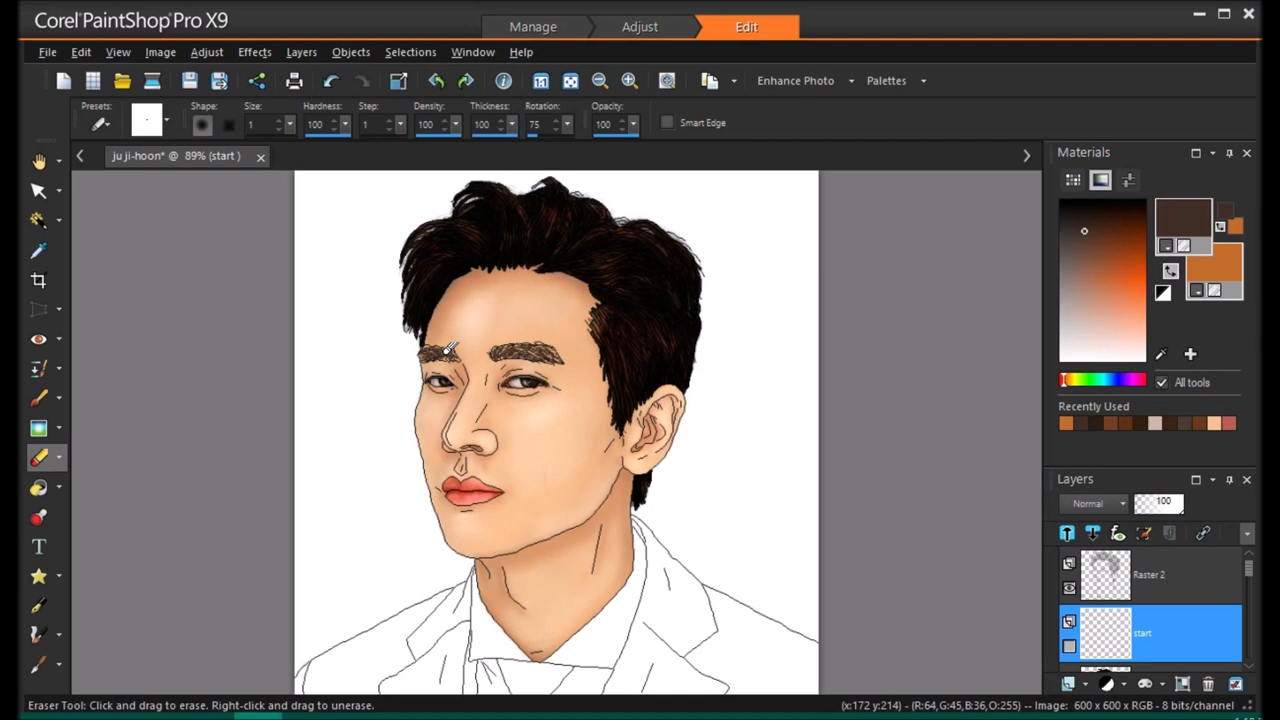 Corel PaintShop Pro X9
Manage Adjust Edit
File Edit View Image Adjust Effects Layers Objects Selections Window Help
Enhance Photo Palettes
Presets: Shape: Size: Hardness: Step: Density: Thickness: Rotation: Opacity:
1 100 1 100 100 75 100 Smart Edge
ju ji-hoon* @ 89% (start )
Materials
All tools
Recently Used
Layers
Normal 100
Raster 2
start
Eraser Tool: Click and drag to erase. Right-click and drag to unerase.
(x:172 y:214) - (R:64,G:45,B:36,O:255) -- Image: 600 x 600 x RGB - 8 bits/channel